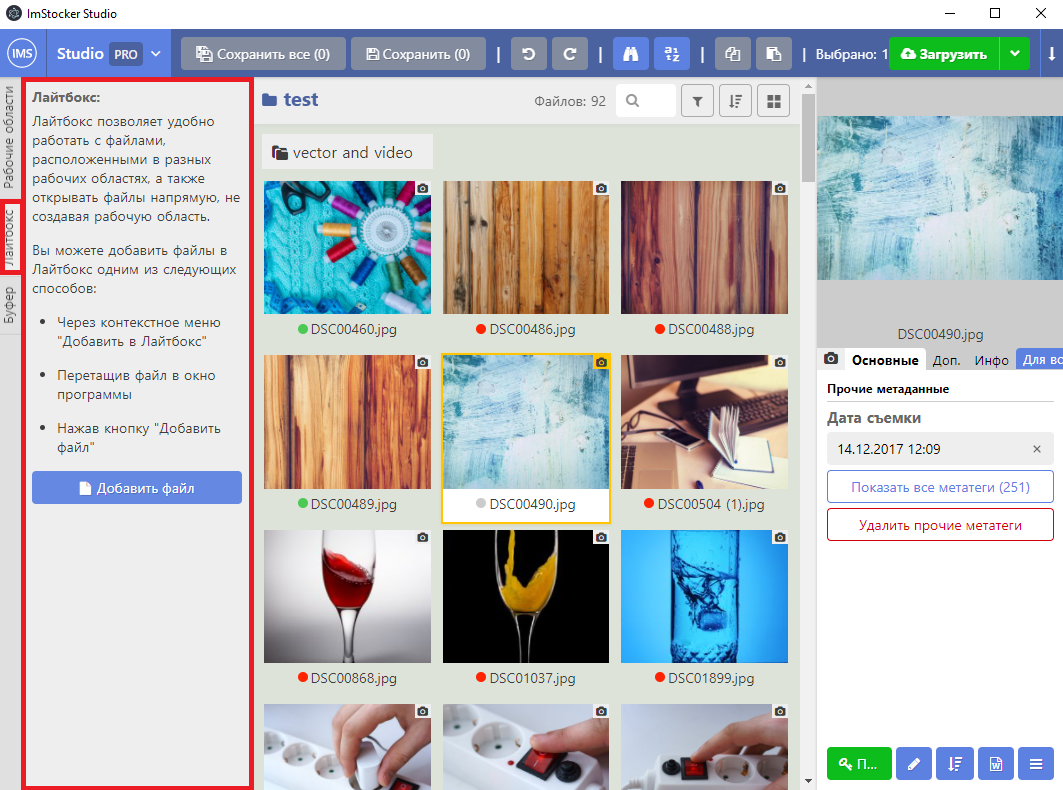 ImStocker Studio
IMS
Studio PRO
Сохранить все (0)
Сохранить (0)
Выбрано: 1
Загрузить
Рабочие области
Лайтбокс
Буфер
Лайтбокс:
Лайтбокс позволяет удобно
работать с файлами,
расположенными в разных
рабочих областях, а также
открывать файлы напрямую, не
создавая рабочую область.
Вы можете добавить файлы в
Лайтбокс одним из следующих
способов:
Через контекстное меню
"Добавить в Лайтбокс"
Перетащив файл в окно
программы
Нажав кнопку "Добавить
файл"
Добавить файл
test
Файлов: 92
vector and video
DSC00460.jpg
DSC00486.jpg
DSC00488.jpg
DSC00489.jpg
DSC00490.jpg
DSC00504 (1).jpg
DSC00868.jpg
DSC01037.jpg
DSC01899.jpg
DSC00490.jpg
Основные
Доп.
Инфо
Для вс
Прочие метаданные
Дата съемки
14.12.2017 12:09
Показать все метатеги (251)
Удалить прочие метатеги
П...